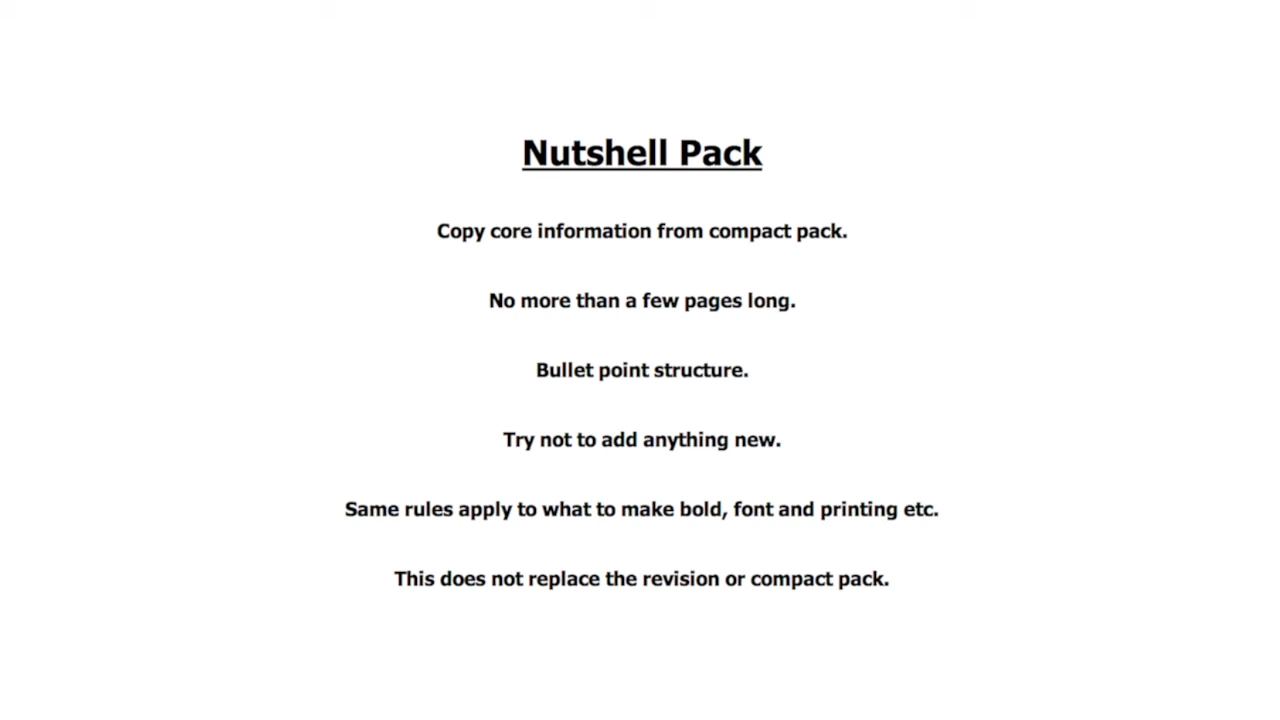 Nutshell Pack
Copy core information from compact pack.
No more than a few pages long.
Bullet point structure.
Try not to add anything new.
Same rules apply to what to make bold, font and printing etc.
This does not replace the revision or compact pack.